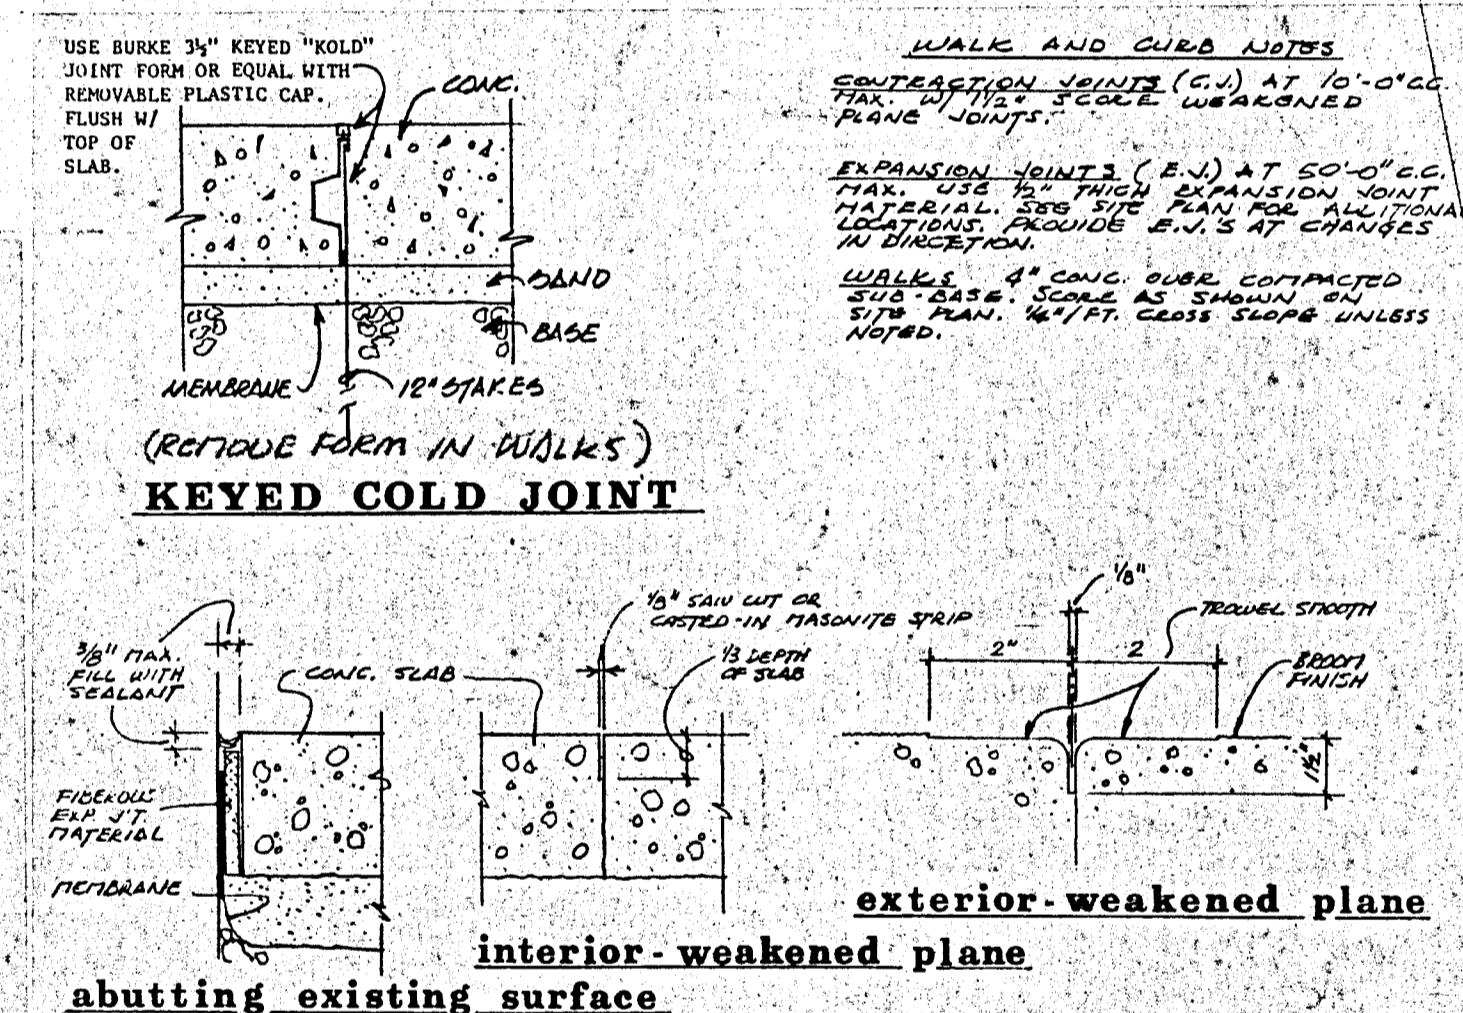 USE BURKE 3½" KEYED "KOLD"
JOINT FORM OR EQUAL WITH
REMOVABLE PLASTIC CAP.
FLUSH W/
TOP OF
SLAB.
CONC.
SAND
BASE
MEMBRANE
12" STAKES
(REMOVE FORM IN WALKS)
KEYED COLD JOINT
WALK AND CURB NOTES
CONTRACTION JOINTS (C.J.) AT 10'-0" C.C.
MAX. W/ 1 1/2" SCORE WEAKENED
PLANE JOINTS.
EXPANSION JOINTS (E.J.) AT 50'-0" C.C.
MAX. USE 1/2" THICH EXPANSION JOINT
MATERIAL. SEE SITE PLAN FOR ALLITIONAL
LOCATIONS. PROVIDE E.J.'S AT CHANGES
IN DIRCETION.
WALKS 4" CONC. OVER COMPACTED
SUB-BASE. SCORE AS SHOWN ON
SITE PLAN. 1/4"/FT. CROSS SLOPE UNLESS
NOTED.
3/8" MAX.
FILL WITH
SEALANT
CONC. SLAB
FIBEROUS
EXP. J'T.
MATERIAL
MEMBRANE
abutting existing surface
1/8" SAW CUT OR
CASTED-IN MASONITE STRIP
1/3 DEPTH
OF SLAB
interior-weakened plane
1/8"
TROWEL SMOOTH
2"
2
BROOM
FINISH
1½"
exterior-weakened plane